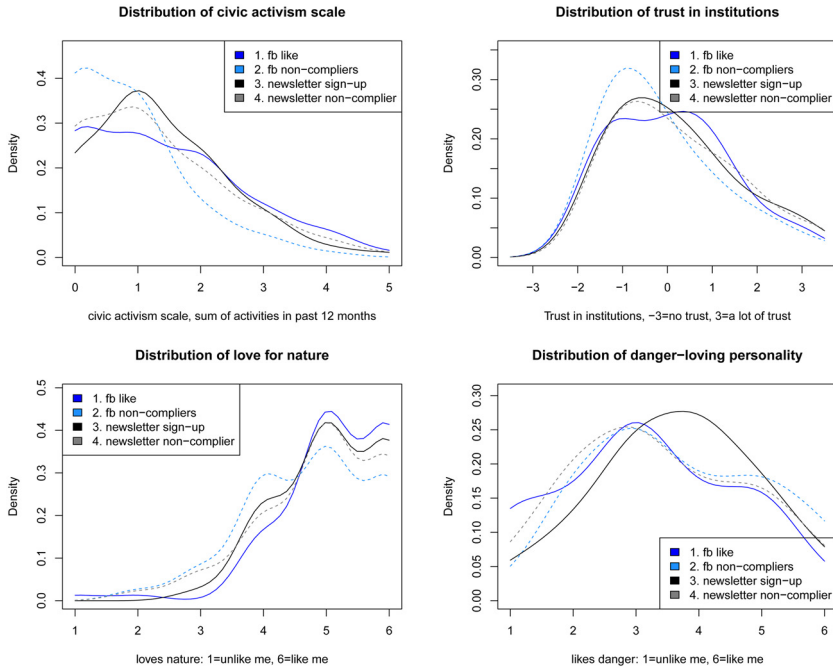 Distribution of civic activism scale
1. fb like
2. fb non−compliers
3. newsletter sign−up
4. newsletter non−complier
Density
0.0 0.1 0.2 0.3 0.4
0 1 2 3 4 5
civic activism scale, sum of activities in past 12 months
Distribution of trust in institutions
1. fb like
2. fb non−compliers
3. newsletter sign−up
4. newsletter non−complier
Density
0.00 0.10 0.20 0.30
−3 −2 −1 0 1 2 3
Trust in institutions, −3=no trust, 3=a lot of trust
Distribution of love for nature
1. fb like
2. fb non−compliers
3. newsletter sign−up
4. newsletter non−complier
Density
0.0 0.1 0.2 0.3 0.4 0.5
1 2 3 4 5 6
loves nature: 1=unlike me, 6=like me
Distribution of danger−loving personality
Density
0.00 0.05 0.10 0.15 0.20 0.25 0.30
1. fb like
2. fb non−compliers
3. newsletter sign−up
4. newsletter non−complier
1 2 3 4 5 6
likes danger: 1=unlike me, 6=like me